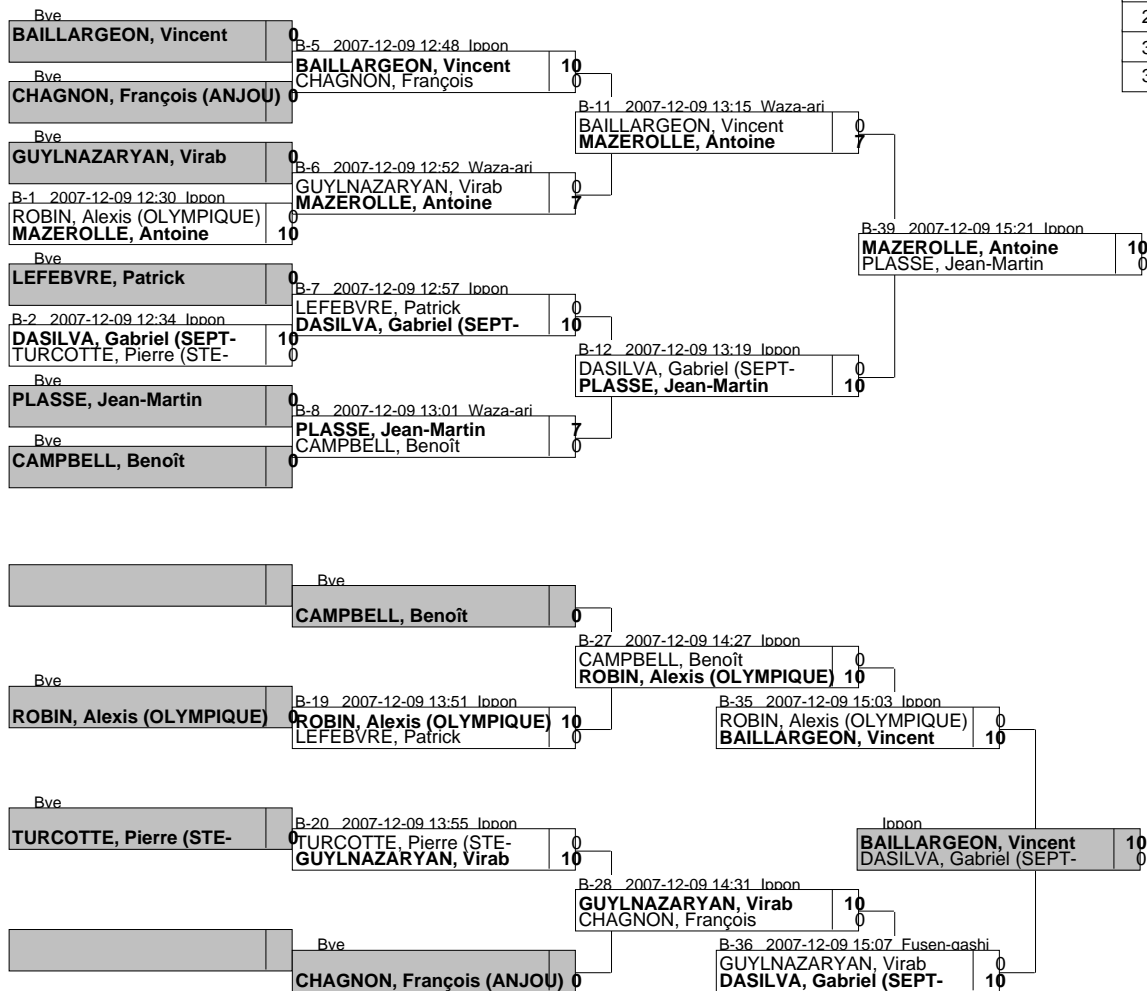 Bye
BAILLARGEON, Vincent 0
Bye
CHAGNON, François (ANJOU) 0
Bye
GUYLNAZARYAN, Virab 0
B-1 2007-12-09 12:30 Ippon
ROBIN, Alexis (OLYMPIQUE) 0
MAZEROLLE, Antoine 10
Bye
LEFEBVRE, Patrick 0
B-2 2007-12-09 12:34 Ippon
DASILVA, Gabriel (SEPT- 10
TURCOTTE, Pierre (STE- 0
Bye
PLASSE, Jean-Martin 0
Bye
CAMPBELL, Benoît 0
B-5 2007-12-09 12:48 Ippon
BAILLARGEON, Vincent 10
CHAGNON, François 0
B-6 2007-12-09 12:52 Waza-ari
GUYLNAZARYAN, Virab 0
MAZEROLLE, Antoine 7
B-7 2007-12-09 12:57 Ippon
LEFEBVRE, Patrick 0
DASILVA, Gabriel (SEPT- 10
B-8 2007-12-09 13:01 Waza-ari
PLASSE, Jean-Martin 7
CAMPBELL, Benoît 0
B-11 2007-12-09 13:15 Waza-ari
BAILLARGEON, Vincent 0
MAZEROLLE, Antoine 7
B-12 2007-12-09 13:19 Ippon
DASILVA, Gabriel (SEPT- 0
PLASSE, Jean-Martin 10
B-39 2007-12-09 15:21 Ippon
MAZEROLLE, Antoine 10
PLASSE, Jean-Martin 0
2
3
3
Bye
ROBIN, Alexis (OLYMPIQUE) 0
Bye
TURCOTTE, Pierre (STE- 0
Bye
CAMPBELL, Benoît 0
B-19 2007-12-09 13:51 Ippon
ROBIN, Alexis (OLYMPIQUE) 10
LEFEBVRE, Patrick 0
B-20 2007-12-09 13:55 Ippon
TURCOTTE, Pierre (STE- 0
GUYLNAZARYAN, Virab 10
Bye
CHAGNON, François (ANJOU) 0
B-27 2007-12-09 14:27 Ippon
CAMPBELL, Benoît 0
ROBIN, Alexis (OLYMPIQUE) 10
B-28 2007-12-09 14:31 Ippon
GUYLNAZARYAN, Virab 10
CHAGNON, François 0
B-35 2007-12-09 15:03 Ippon
ROBIN, Alexis (OLYMPIQUE) 0
BAILLARGEON, Vincent 10
B-36 2007-12-09 15:07 Fusen-gashi
GUYLNAZARYAN, Virab 0
DASILVA, Gabriel (SEPT- 10
Ippon
BAILLARGEON, Vincent 10
DASILVA, Gabriel (SEPT- 0